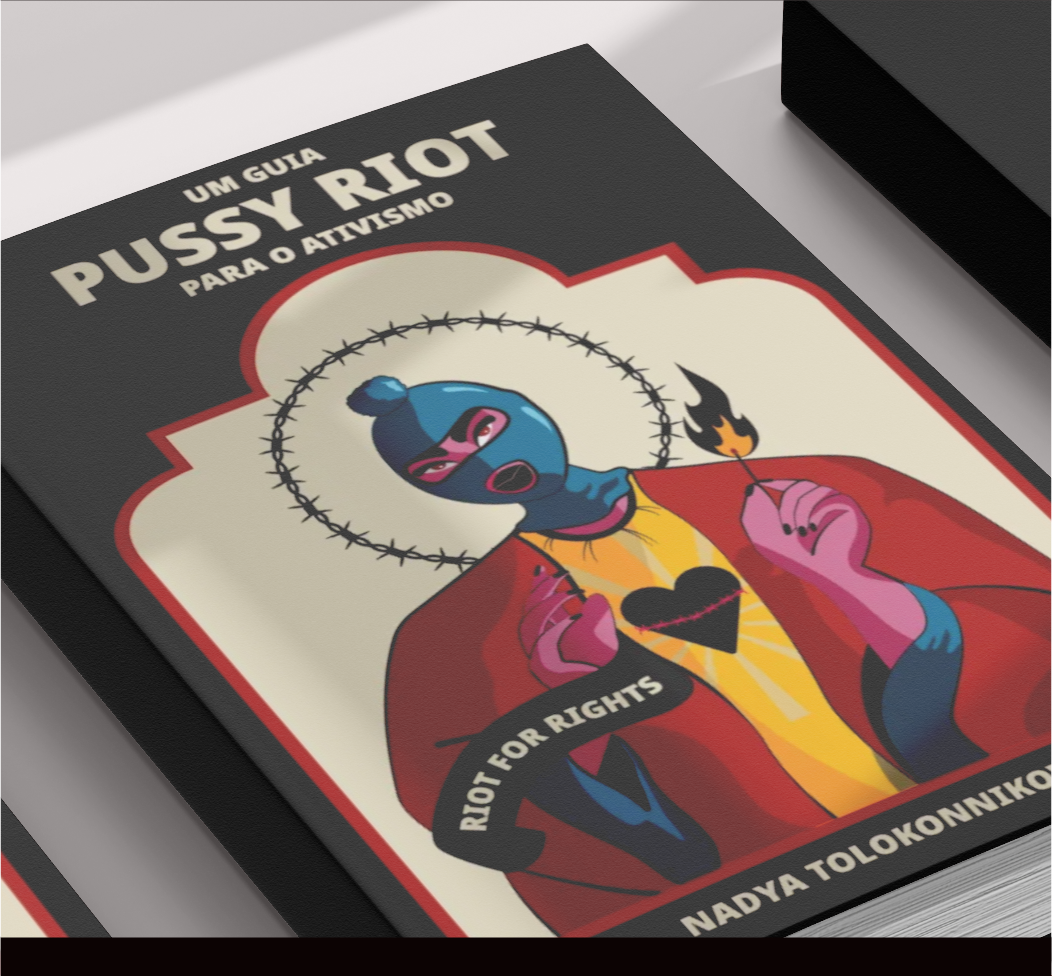 UM GUIA
PUSSY RIOT
PARA O ATIVISMO
RIOT FOR RIGHTS
NADYA TOLOKONNIKO